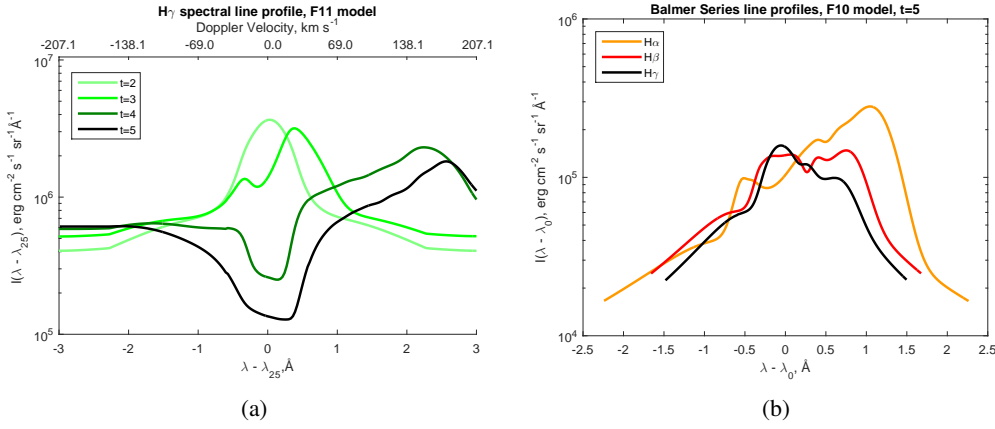 Hγ spectral line profile, F11 model
Doppler Velocity, km s⁻¹
-207.1 -138.1 -69.0 0.0 69.0 138.1 207.1
10⁷
t=2
t=3
t=4
t=5
10⁶
10⁵
I(λ - λ₂₅), erg cm⁻² s⁻¹ sr⁻¹ Å⁻¹
-3 -2 -1 0 1 2 3
λ - λ₂₅,Å
(a)
Balmer Series line profiles, F10 model, t=5
10⁶
Hα
Hβ
Hγ
10⁵
10⁴
I(λ - λ₀), erg cm⁻² s⁻¹ sr⁻¹ Å⁻¹
-2.5 -2 -1.5 -1 -0.5 0 0.5 1 1.5 2 2.5
λ - λ₀, Å
(b)